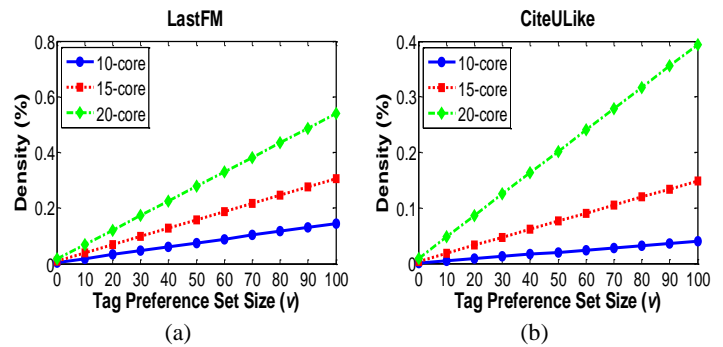 LastFM
Density (%)
0.8
0.6
0.4
0.2
0
10-core
15-core
20-core
0 10 20 30 40 50 60 70 80 90 100
Tag Preference Set Size (v)
(a)
CiteULike
Density (%)
0.4
0.3
0.2
0.1
0
10-core
15-core
20-core
0 10 20 30 40 50 60 70 80 90 100
Tag Preference Set Size (v)
(b)